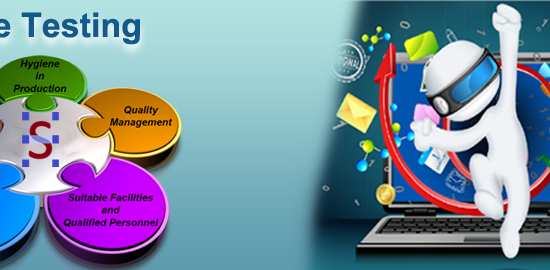 e Testing
Hygiene
in
Production
Quality
Management
S
Suitable Facilities
and
Qualified Personnel